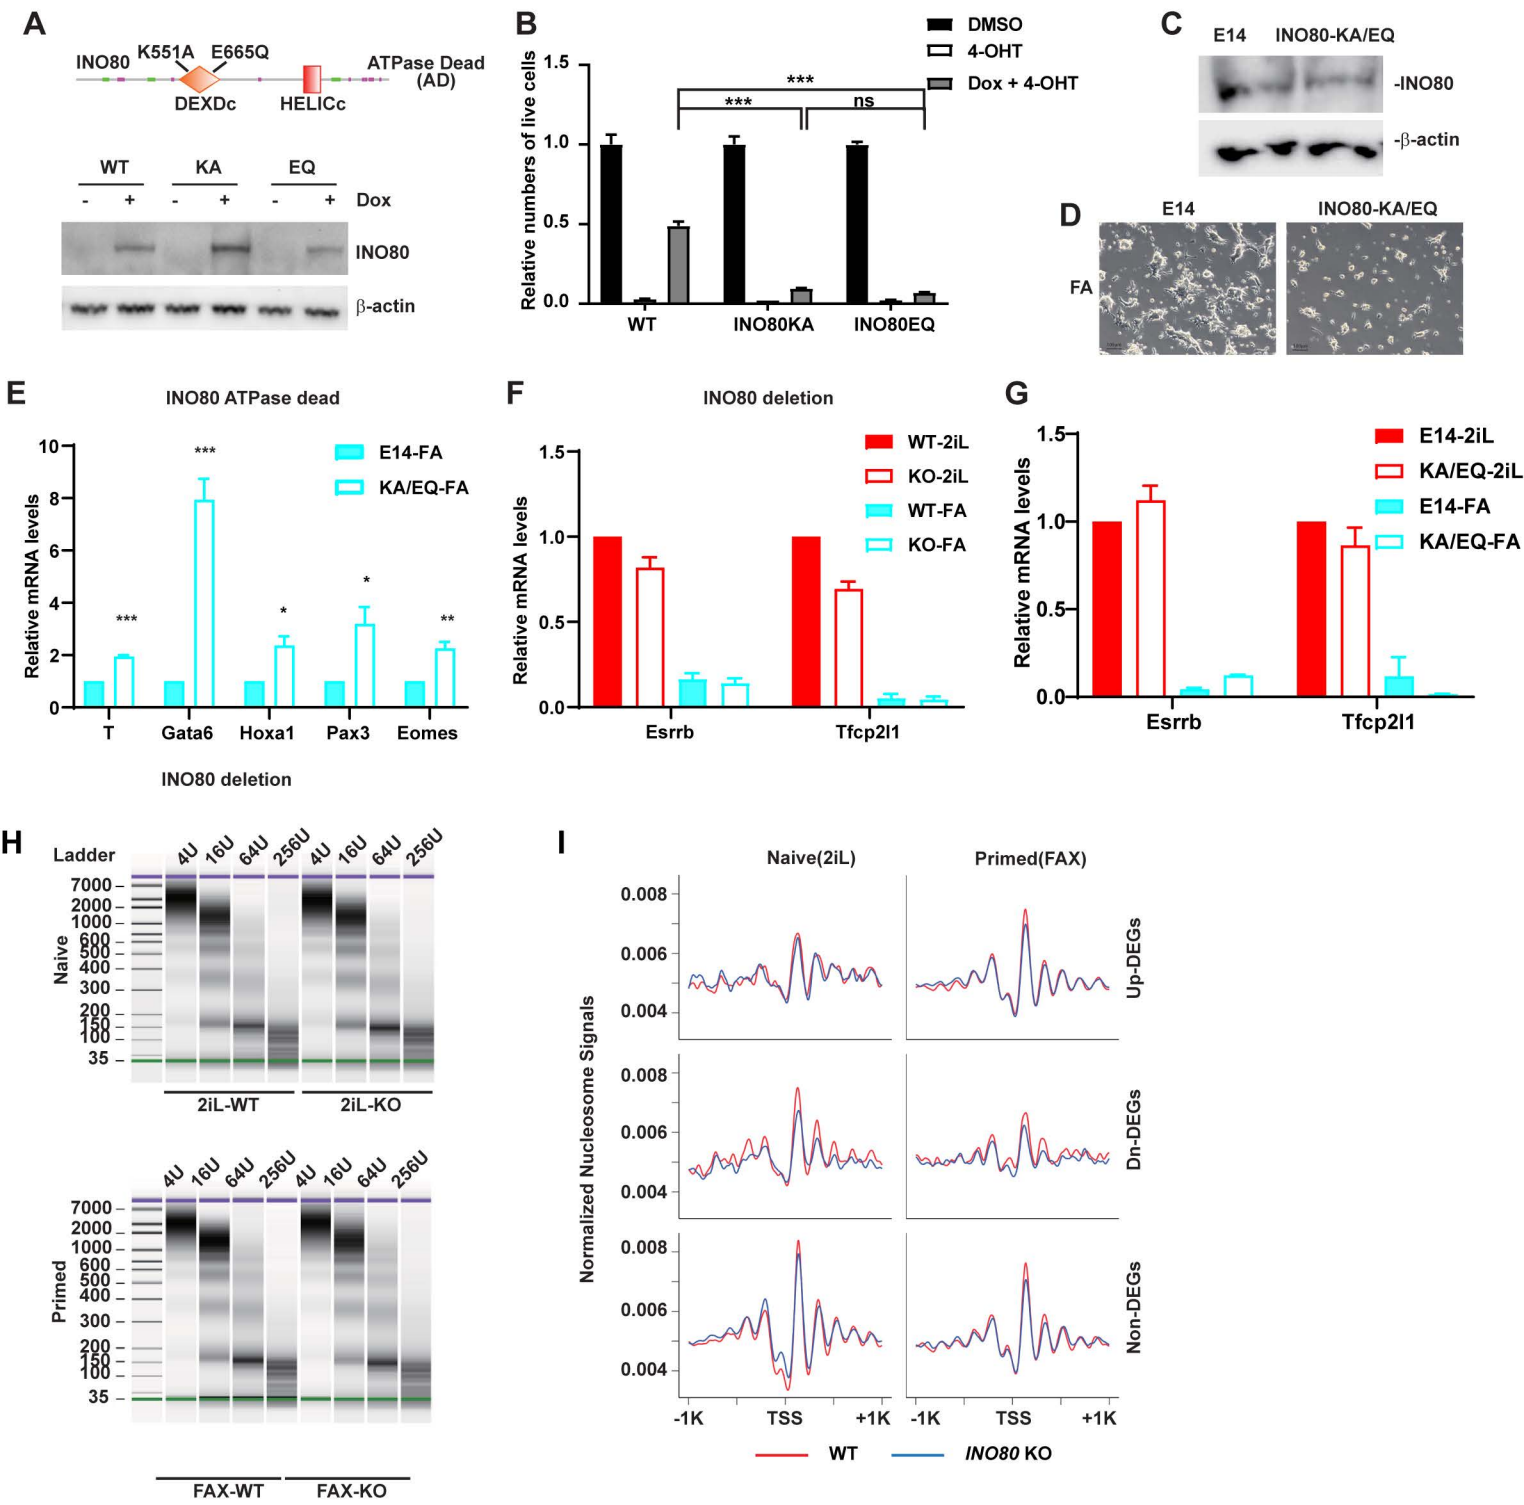 A
INO80
K551A
E665Q
ATPase Dead
(AD)
DEXDc
HELICc
WT
KA
EQ
-
+
-
+
-
+
Dox
INO80
β-actin
B
DMSO
4-OHT
Dox + 4-OHT
Relative numbers of live cells
1.5
1.0
0.5
0.0
***
***
ns
WT
INO80KA
INO80EQ
C
E14
INO80-KA/EQ
-INO80
-β-actin
D
E14
INO80-KA/EQ
FA
E
INO80 ATPase dead
E14-FA
KA/EQ-FA
Relative mRNA levels
10
8
6
4
2
0
***
***
*
*
**
T
Gata6
Hoxa1
Pax3
Eomes
F
INO80 deletion
WT-2iL
KO-2iL
WT-FA
KO-FA
Relative mRNA levels
1.5
1.0
0.5
0.0
Esrrb
Tfcp2l1
G
E14-2iL
KA/EQ-2iL
E14-FA
KA/EQ-FA
Relative mRNA levels
1.5
1.0
0.5
0.0
Esrrb
Tfcp2l1
INO80 deletion
H
Ladder
4U
16U
64U
256U
4U
16U
64U
256U
Naive
7000
2000
1000
600
500
400
300
200
150
100
35
2iL-WT
2iL-KO
4U
16U
64U
256U
4U
16U
64U
256U
Primed
7000
2000
1000
600
500
400
300
200
150
100
35
FAX-WT
FAX-KO
I
Naive(2iL)
Primed(FAX)
Normalized Nucleosome Signals
0.008
0.006
0.004
Up-DEGs
0.008
0.006
0.004
Dn-DEGs
0.008
0.006
0.004
Non-DEGs
-1K
TSS
+1K
-1K
TSS
+1K
WT
INO80 KO